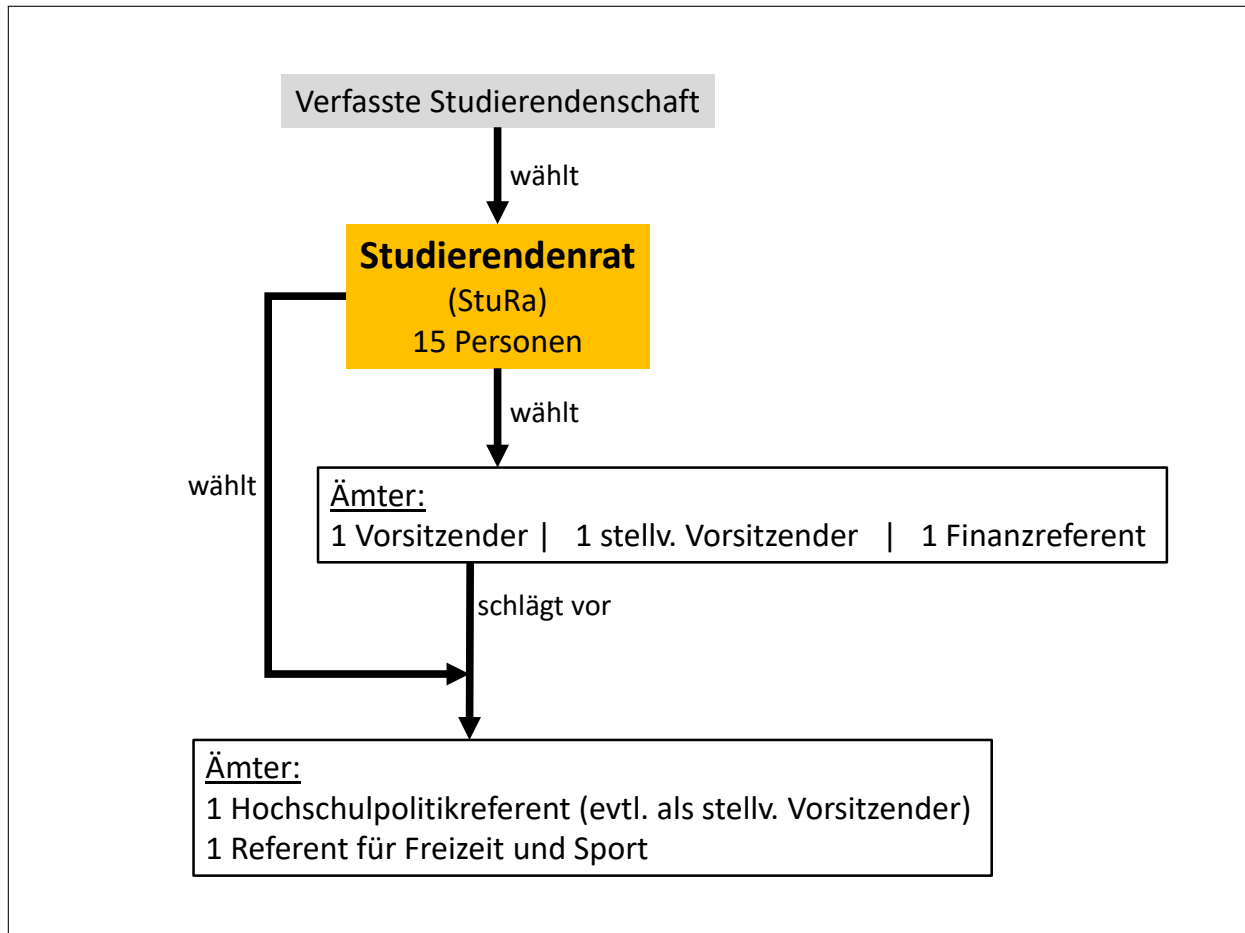 Verfasste Studierendenschaft
wählt
Studierendenrat
(StuRa)
15 Personen
wählt
wählt
Ämter:
1 Vorsitzender | 1 stellv. Vorsitzender | 1 Finanzreferent
schlägt vor
Ämter:
1 Hochschulpolitikreferent (evtl. als stellv. Vorsitzender)
1 Referent für Freizeit und Sport